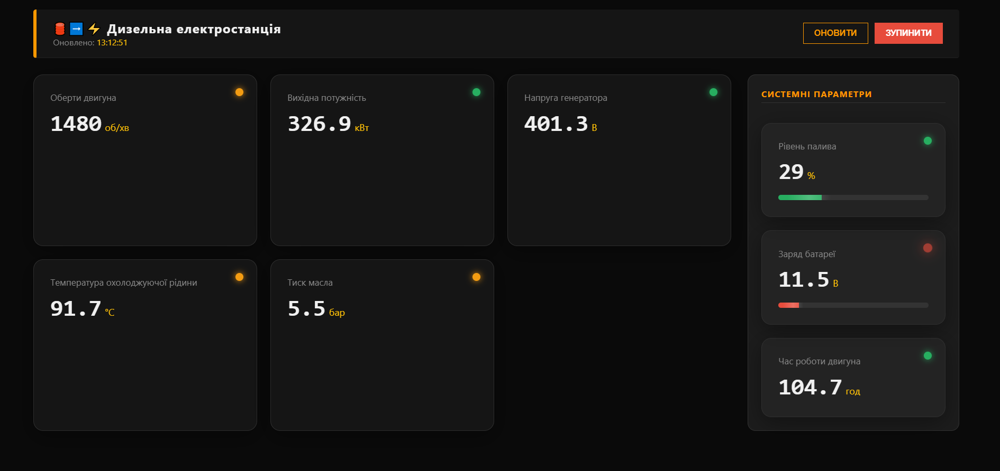 Дизельна електростанція
Оновлено: 13:12:51
ОНОВИТИ
ЗУПИНИТИ
Оберти двигуна
1480 об/хв
Вихідна потужність
326.9 кВт
Напруга генератора
401.3 В
Температура охолоджуючої рідини
91.7 °C
Тиск масла
5.5 бар
СИСТЕМНІ ПАРАМЕТРИ
Рівень палива
29 %
Заряд батареї
11.5 В
Час роботи двигуна
104.7 год